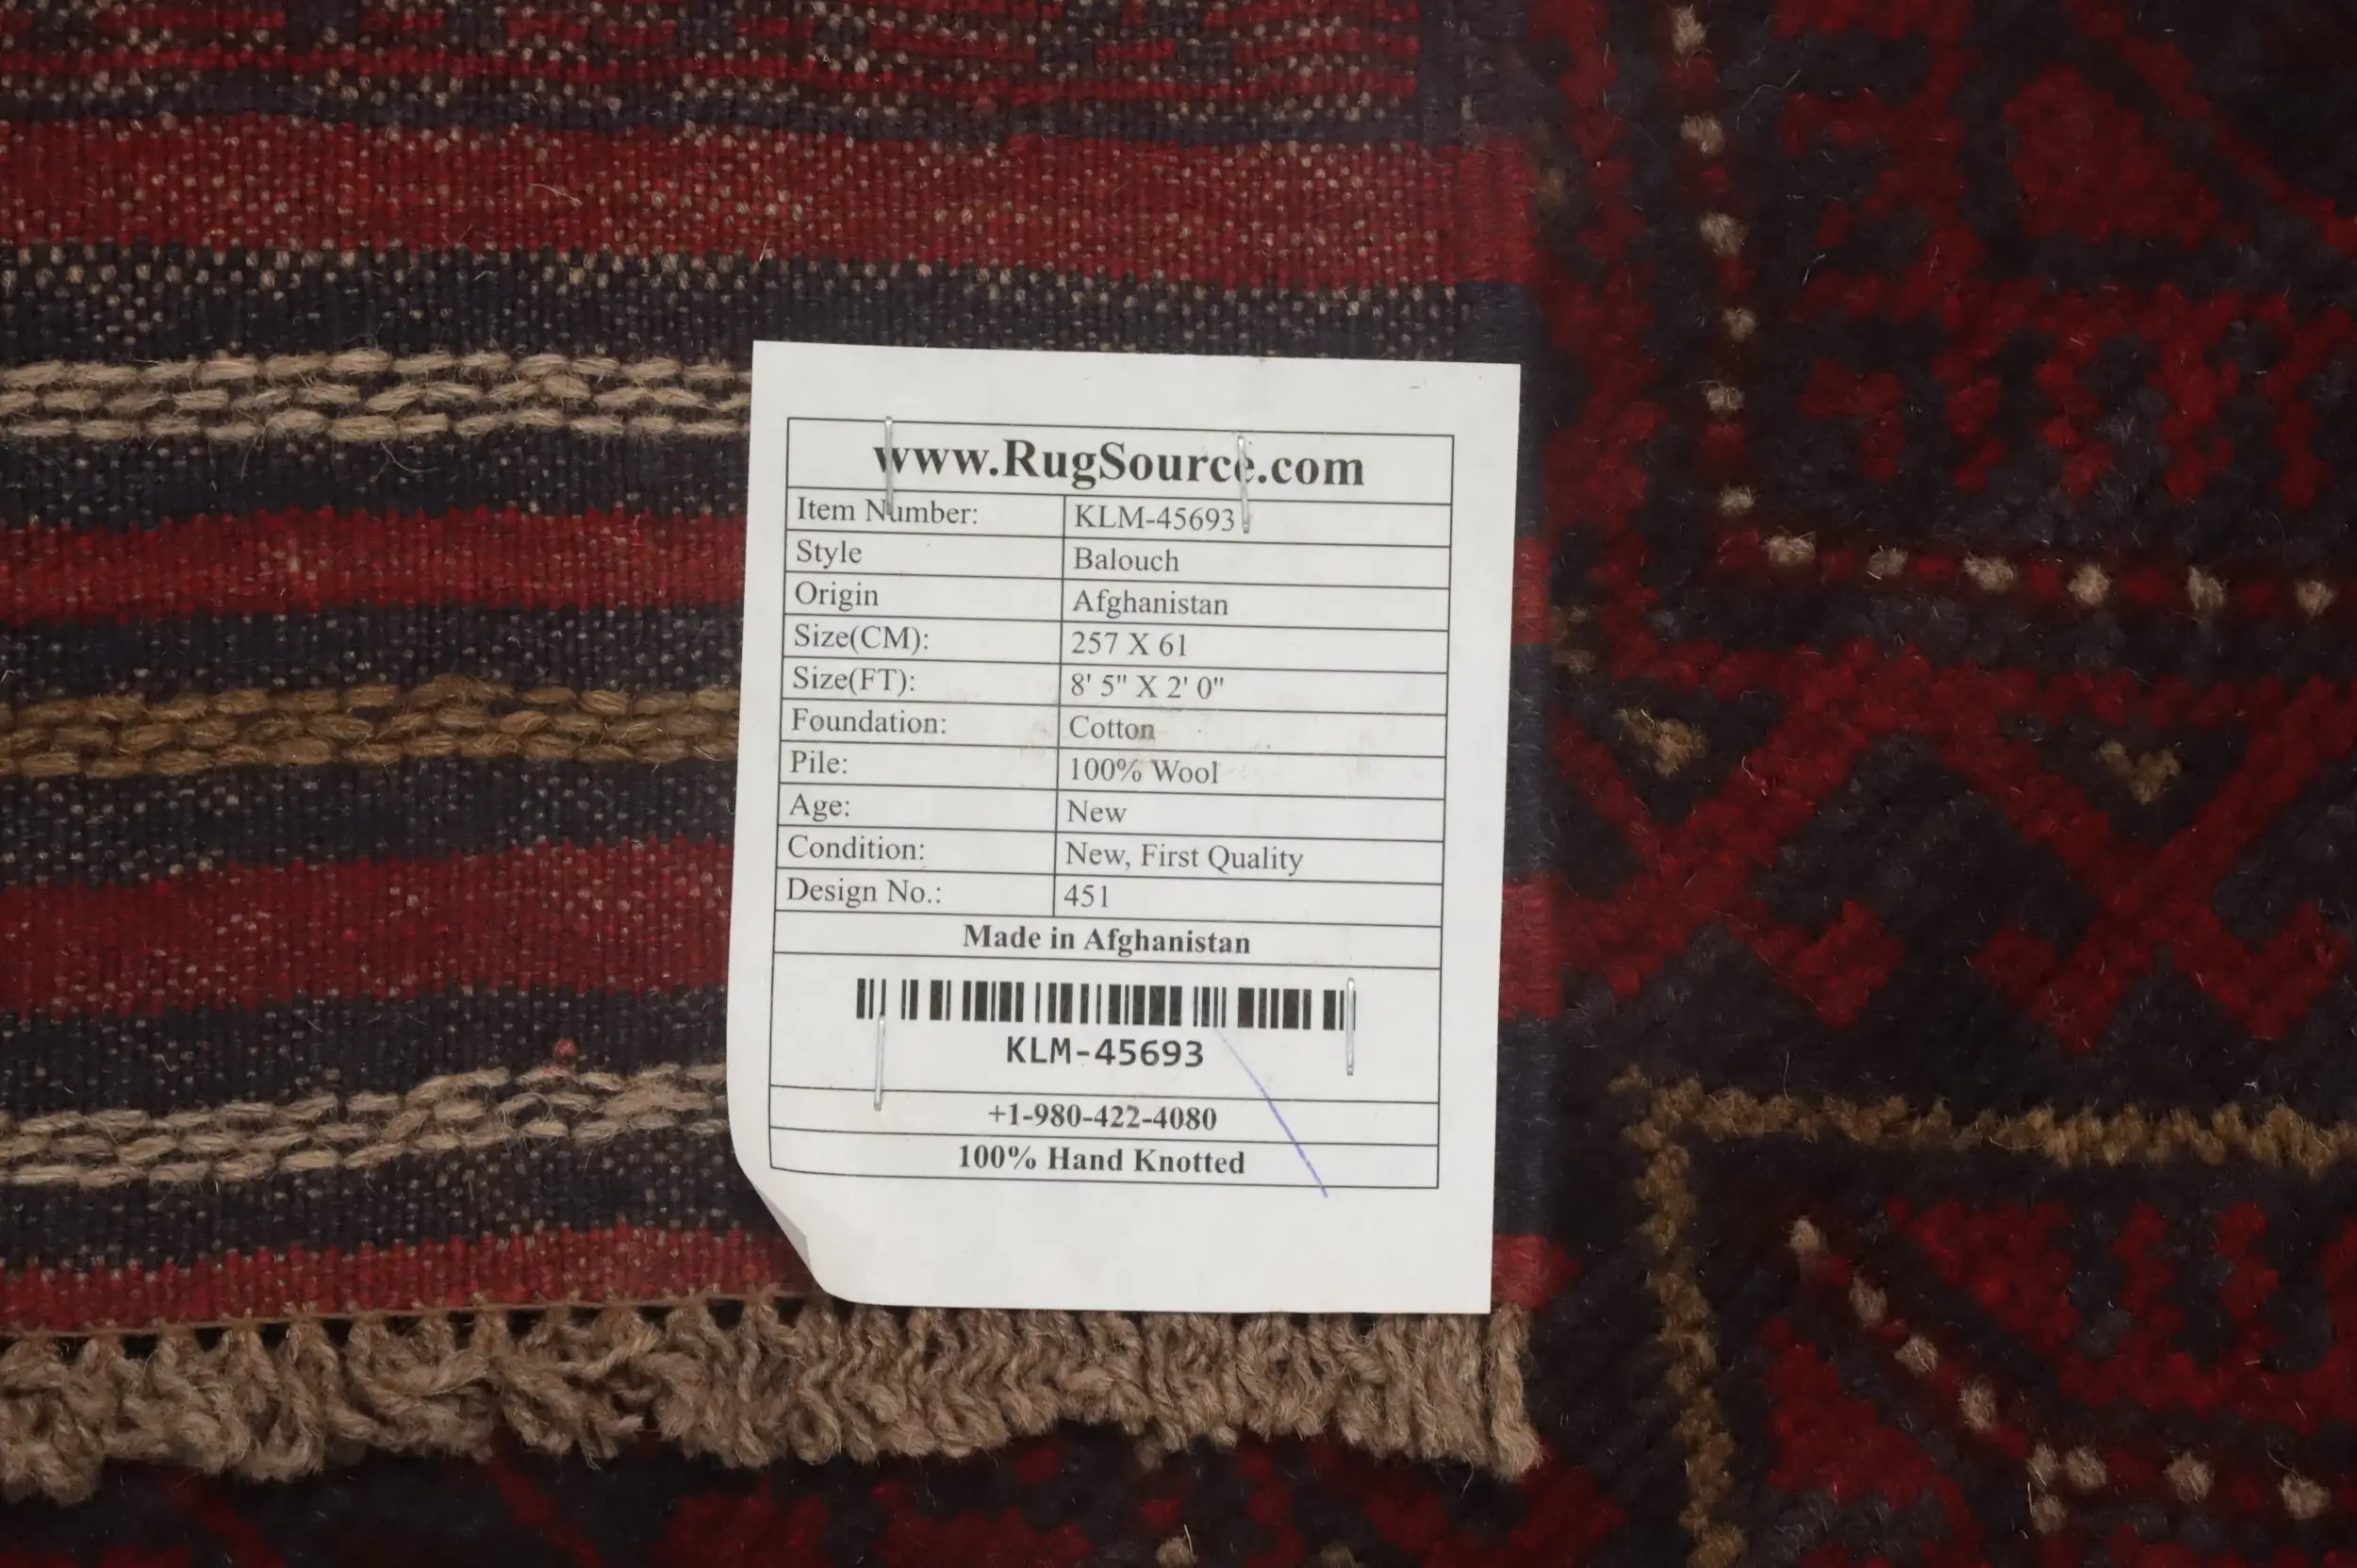 www.RugSource.com
Item Number: KLM-45693
Style Balouch
Origin Afghanistan
Size(CM): 257 X 61
Size(FT): 8' 5" X 2' 0"
Foundation: Cotton
Pile: 100% Wool
Age: New
Condition: New, First Quality
Design No.: 451
Made in Afghanistan
KLM-45693
+1-980-422-4080
100% Hand Knotted